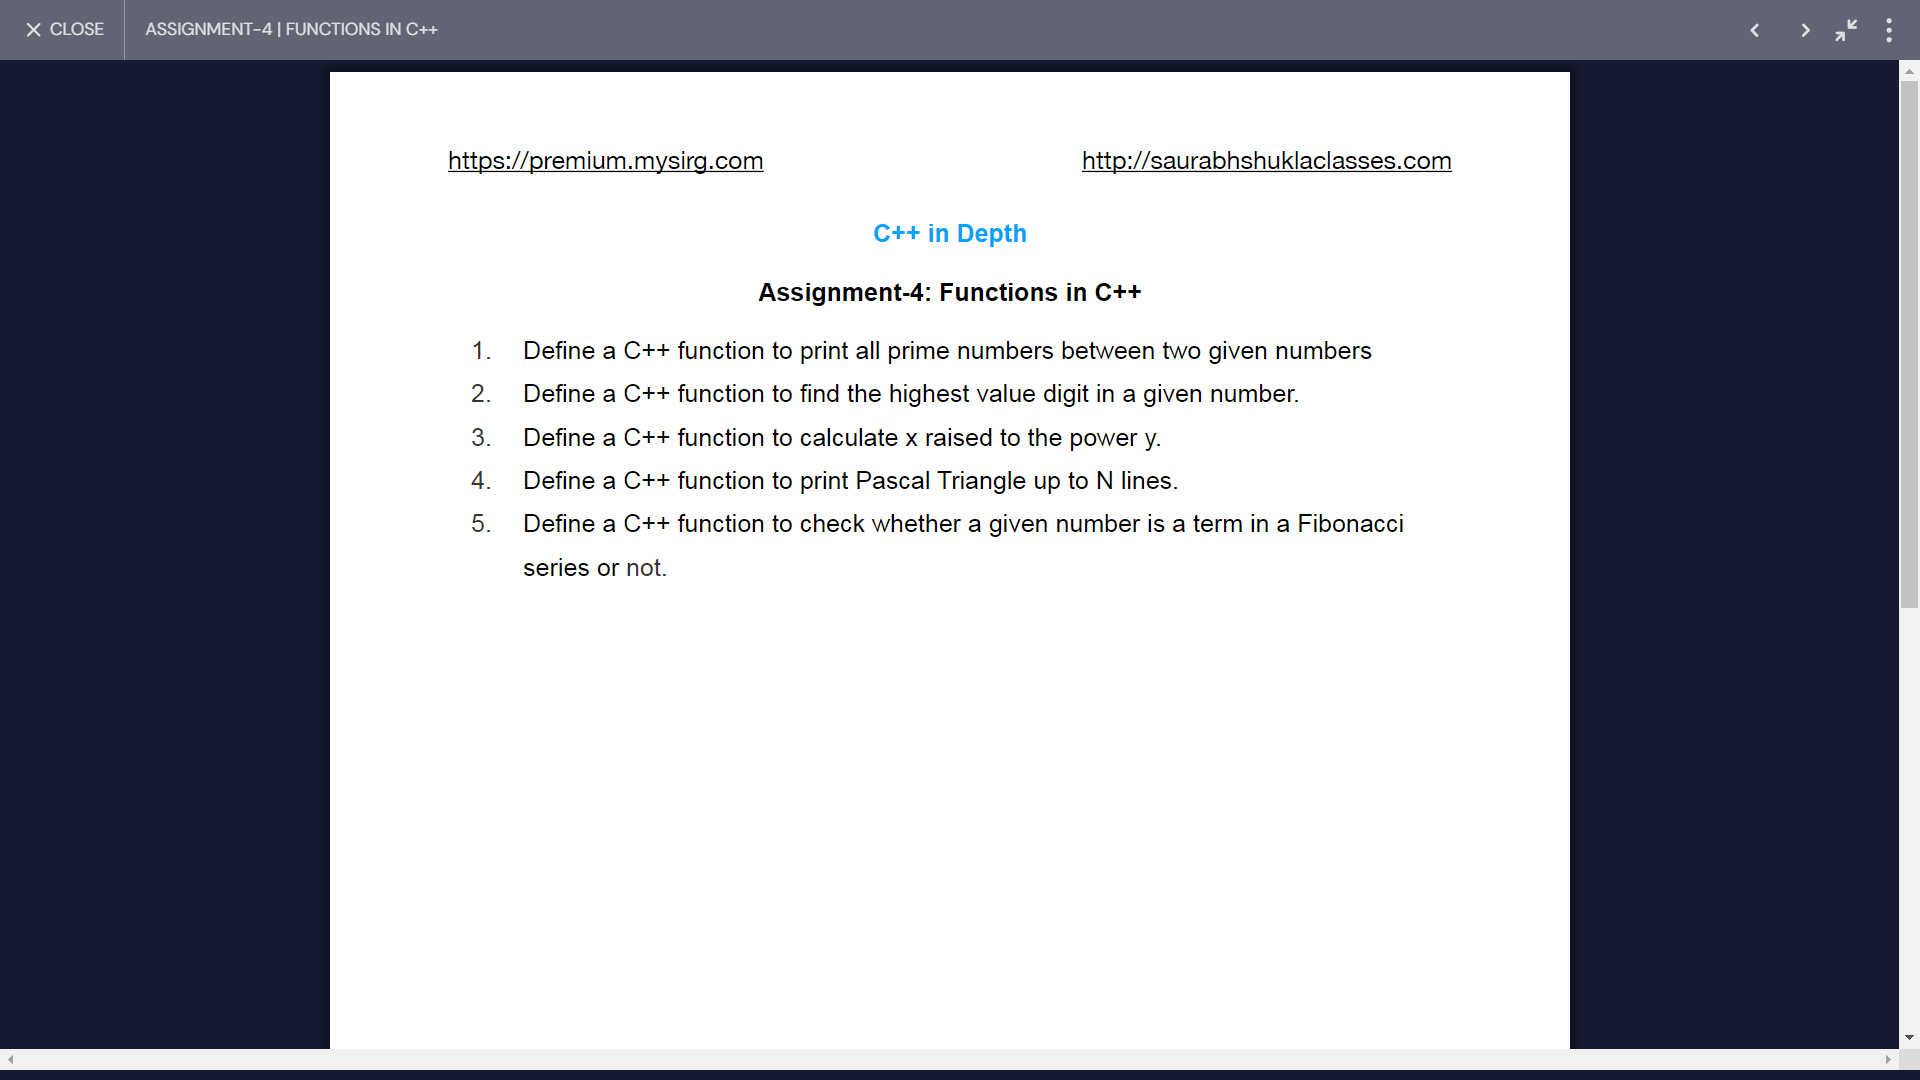 CLOSE
ASSIGNMENT-4 | FUNCTIONS IN C++
https://premium.mysirg.com
http://saurabhshuklaclasses.com
C++ in Depth
Assignment-4: Functions in C++
1. Define a C++ function to print all prime numbers between two given numbers
2. Define a C++ function to find the highest value digit in a given number.
3. Define a C++ function to calculate x raised to the power y.
4. Define a C++ function to print Pascal Triangle up to N lines.
5. Define a C++ function to check whether a given number is a term in a Fibonacci
series or not.